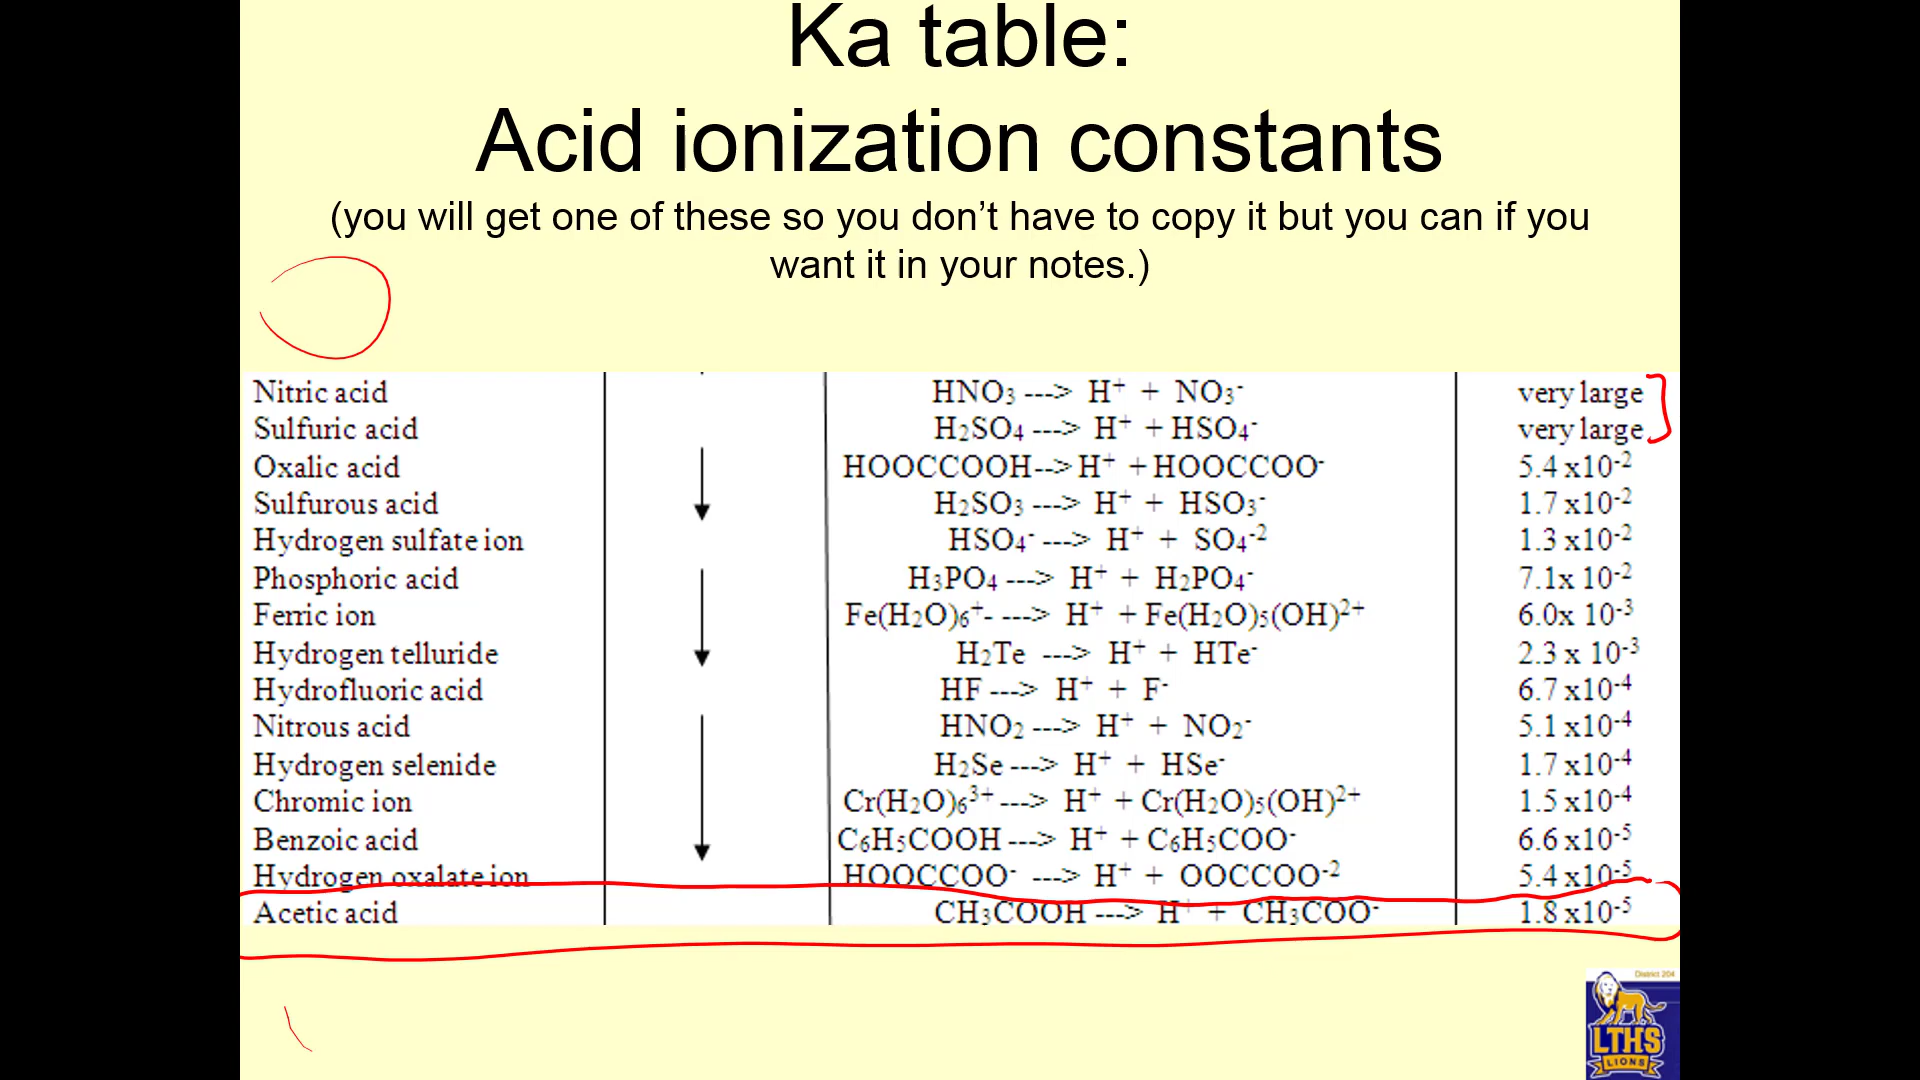 Ka table:
Acid ionization constants
(you will get one of these so you don’t have to copy it but you can if you
want it in your notes.)
Nitric acid HNO₃ ---> H⁺ + NO₃⁻ very large
Sulfuric acid H₂SO₄ ---> H⁺ + HSO₄⁻ very large
Oxalic acid HOOCCOOH--> H⁺ + HOOCCOO⁻ 5.4 x10⁻²
Sulfurous acid H₂SO₃ ---> H⁺ + HSO₃⁻ 1.7 x10⁻²
Hydrogen sulfate ion HSO₄⁻ ---> H⁺ + SO₄⁻² 1.3 x10⁻²
Phosphoric acid H₃PO₄ ---> H⁺ + H₂PO₄⁻ 7.1x 10⁻²
Ferric ion Fe(H₂O)₆⁺- ---> H⁺ + Fe(H₂O)₅(OH)²⁺ 6.0x 10⁻³
Hydrogen telluride H₂Te ---> H⁺ + HTe⁻ 2.3 x 10⁻³
Hydrofluoric acid HF ---> H⁺ + F⁻ 6.7 x10⁻⁴
Nitrous acid HNO₂ ---> H⁺ + NO₂⁻ 5.1 x10⁻⁴
Hydrogen selenide H₂Se ---> H⁺ + HSe⁻ 1.7 x10⁻⁴
Chromic ion Cr(H₂O)₆³⁺ ---> H⁺ + Cr(H₂O)₅(OH)²⁺ 1.5 x10⁻⁴
Benzoic acid C₆H₅COOH ---> H⁺ + C₆H₅COO⁻ 6.6 x10⁻⁵
Hydrogen oxalate ion HOOCCOO⁻ ---> H⁺ + OOCCOO⁻² 5.4 x10⁻⁵
Acetic acid CH₃COOH ---> H⁺ + CH₃COO⁻ 1.8 x10⁻⁵
District 204
LTHS
LIONS